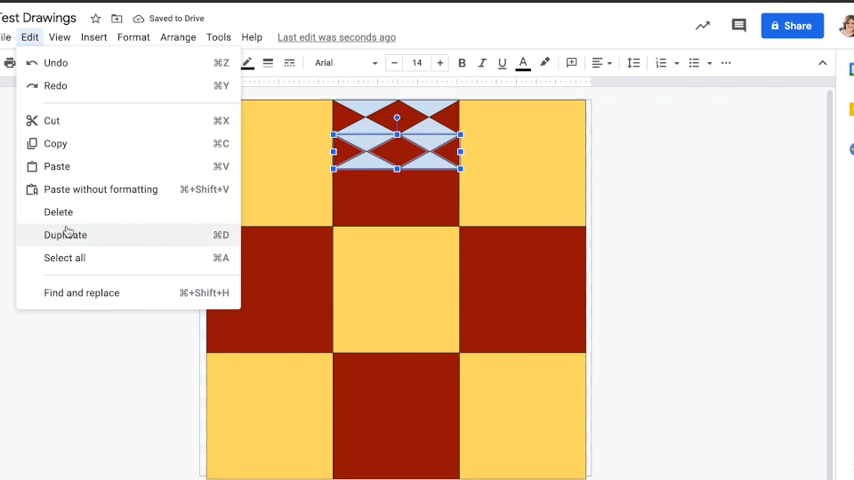 Test Drawings
Saved to Drive
Share
ile Edit View Insert Format Arrange Tools Help Last edit was seconds ago
Arial 14 B I U A
Undo ⌘Z
Redo ⌘Y
Cut ⌘X
Copy ⌘C
Paste ⌘V
Paste without formatting ⌘+Shift+V
Delete
Duplicate ⌘D
Select all ⌘A
Find and replace ⌘+Shift+H